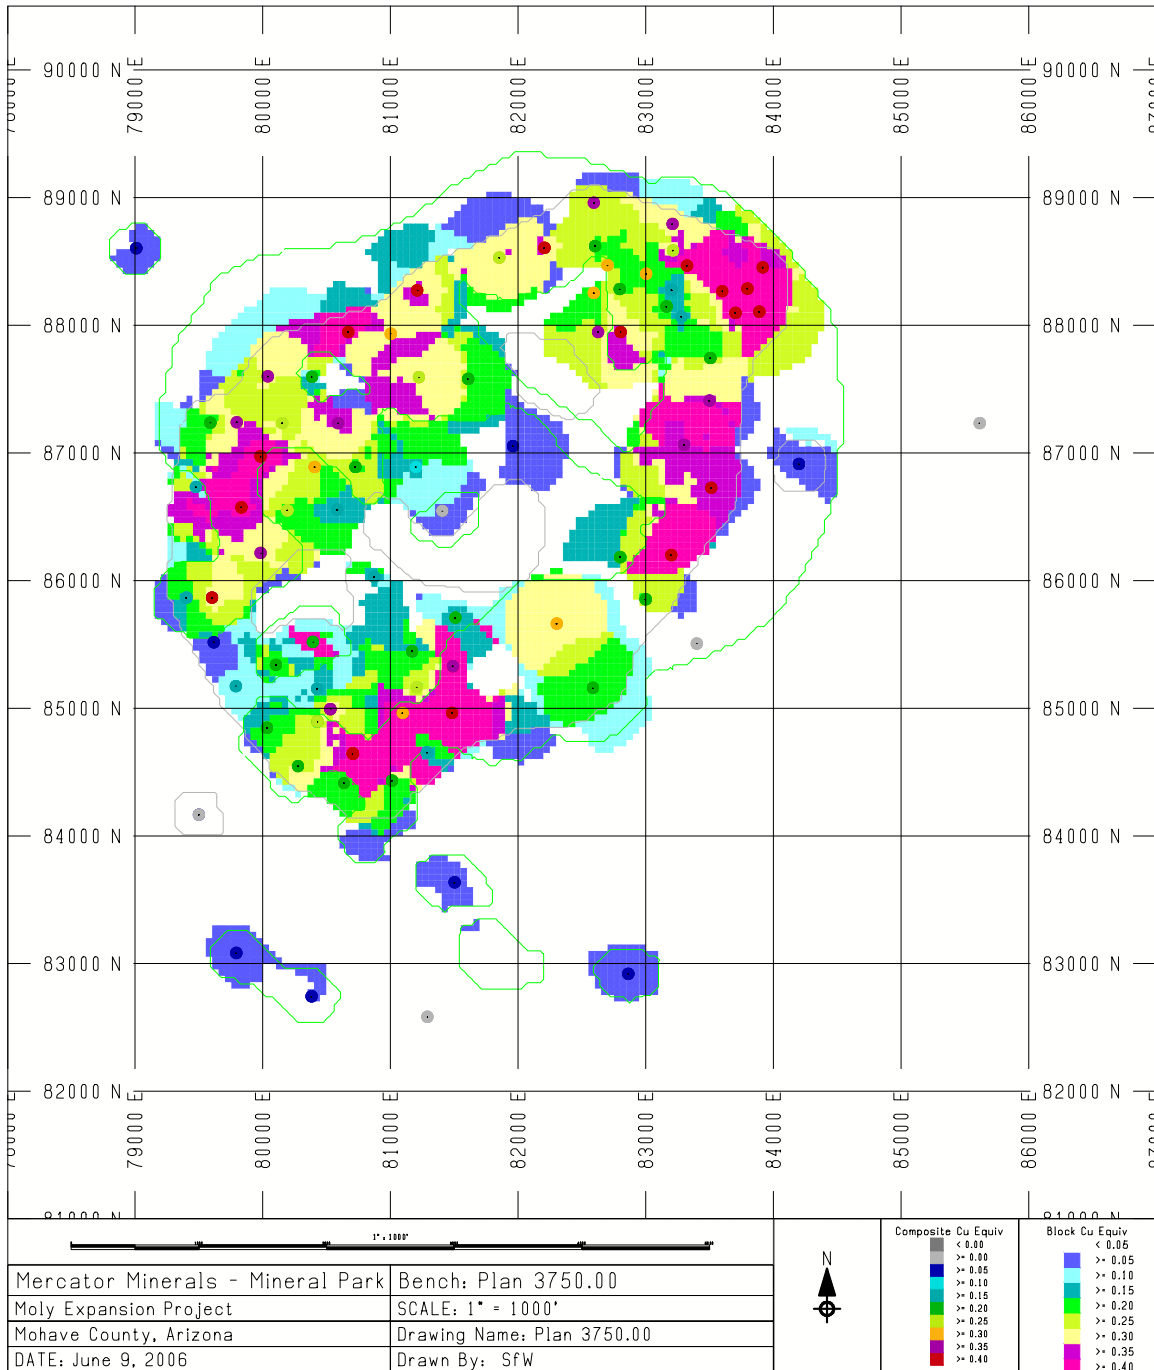 79000 E 80000 E 81000 E 82000 E 83000 E 84000 E 85000 E 86000 E
90000 N 90000 N
89000 N 89000 N
88000 N 88000 N
87000 N 87000 N
86000 N 86000 N
85000 N 85000 N
84000 N 84000 N
83000 N 83000 N
82000 N 82000 N
79000 E 80000 E 81000 E 82000 E 83000 E 84000 E 85000 E 86000 E
81000 N 81000 N
1" = 1000'
Mercator Minerals - Mineral Park
Bench: Plan 3750.00
Moly Expansion Project
SCALE: 1" = 1000'
Mohave County, Arizona
Drawing Name: Plan 3750.00
DATE: June 9, 2006
Drawn By: SfW
N
Composite Cu Equiv
< 0.00
>= 0.00
>= 0.05
>= 0.10
>= 0.15
>= 0.20
>= 0.25
>= 0.30
>= 0.35
>= 0.40
Block Cu Equiv
< 0.05
>= 0.05
>= 0.10
>= 0.15
>= 0.20
>= 0.25
>= 0.30
>= 0.35
>= 0.40